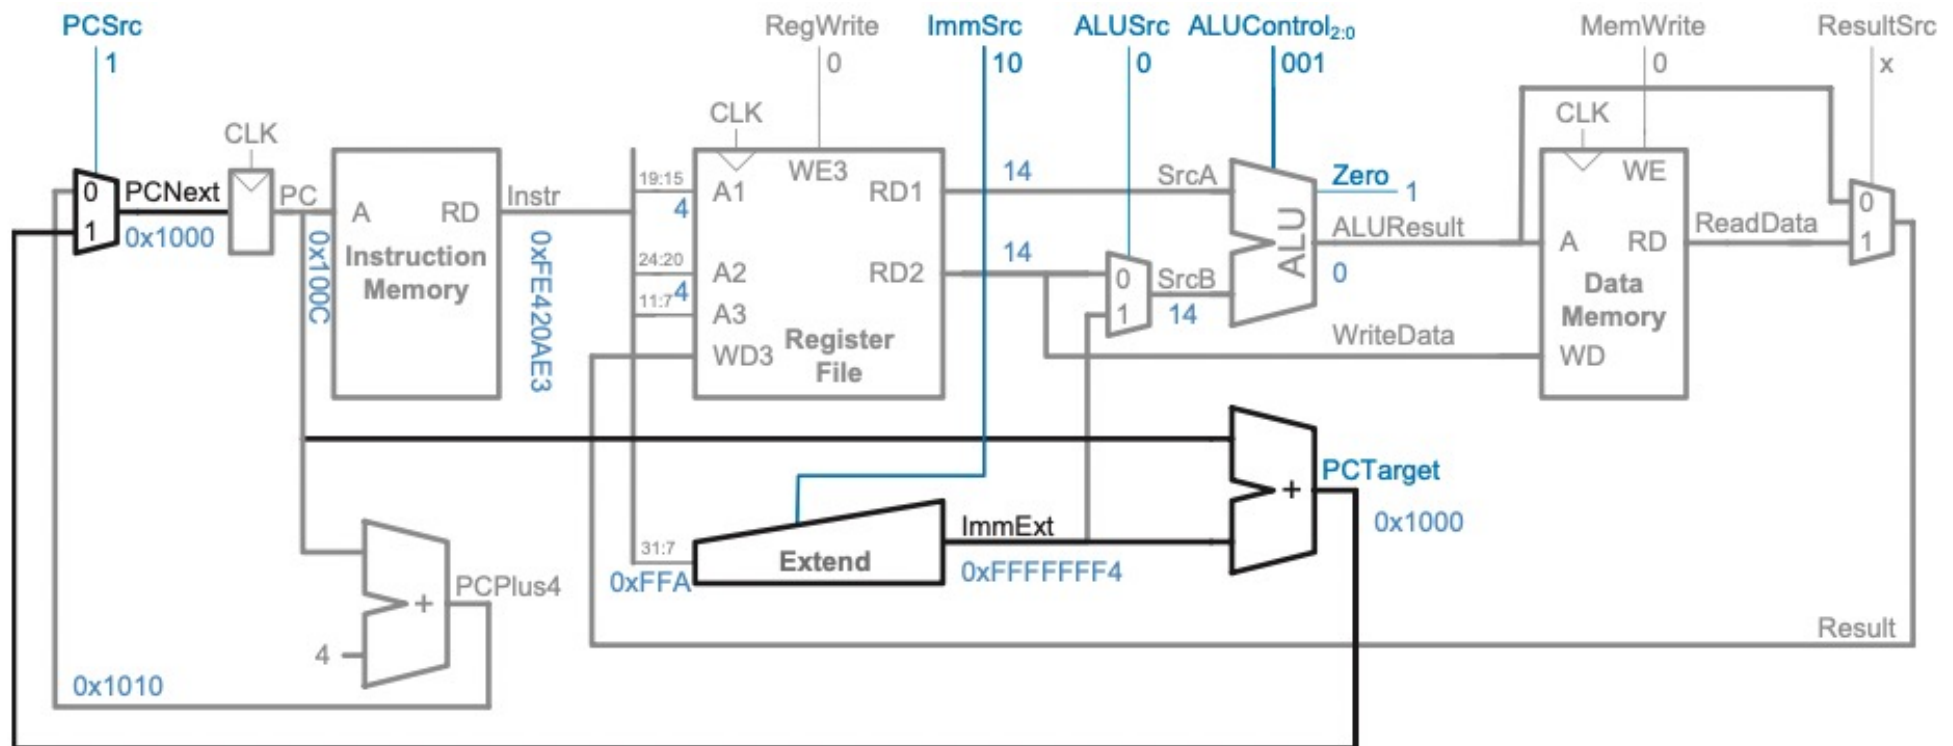 PCSrc
1
RegWrite
0
ImmSrc
10
ALUSrc
0
ALUControl2:0
001
MemWrite
0
ResultSrc
x
0
1
PCNext
0x1000
CLK
PC
0x100C
A
RD
Instruction
Memory
Instr
0xFE420AE3
19:15
4
24:20
4
11:7
CLK
WE3
A1
RD1
A2
RD2
A3
WD3
Register
File
14
14
0
1
SrcA
SrcB
14
ALU
Zero
1
ALUResult
0
WriteData
CLK
WE
A
RD
Data
Memory
WD
ReadData
0
1
31:7
0xFFA
Extend
ImmExt
0xFFFFFFF4
+
PCTarget
0x1000
4
+
PCPlus4
0x1010
Result